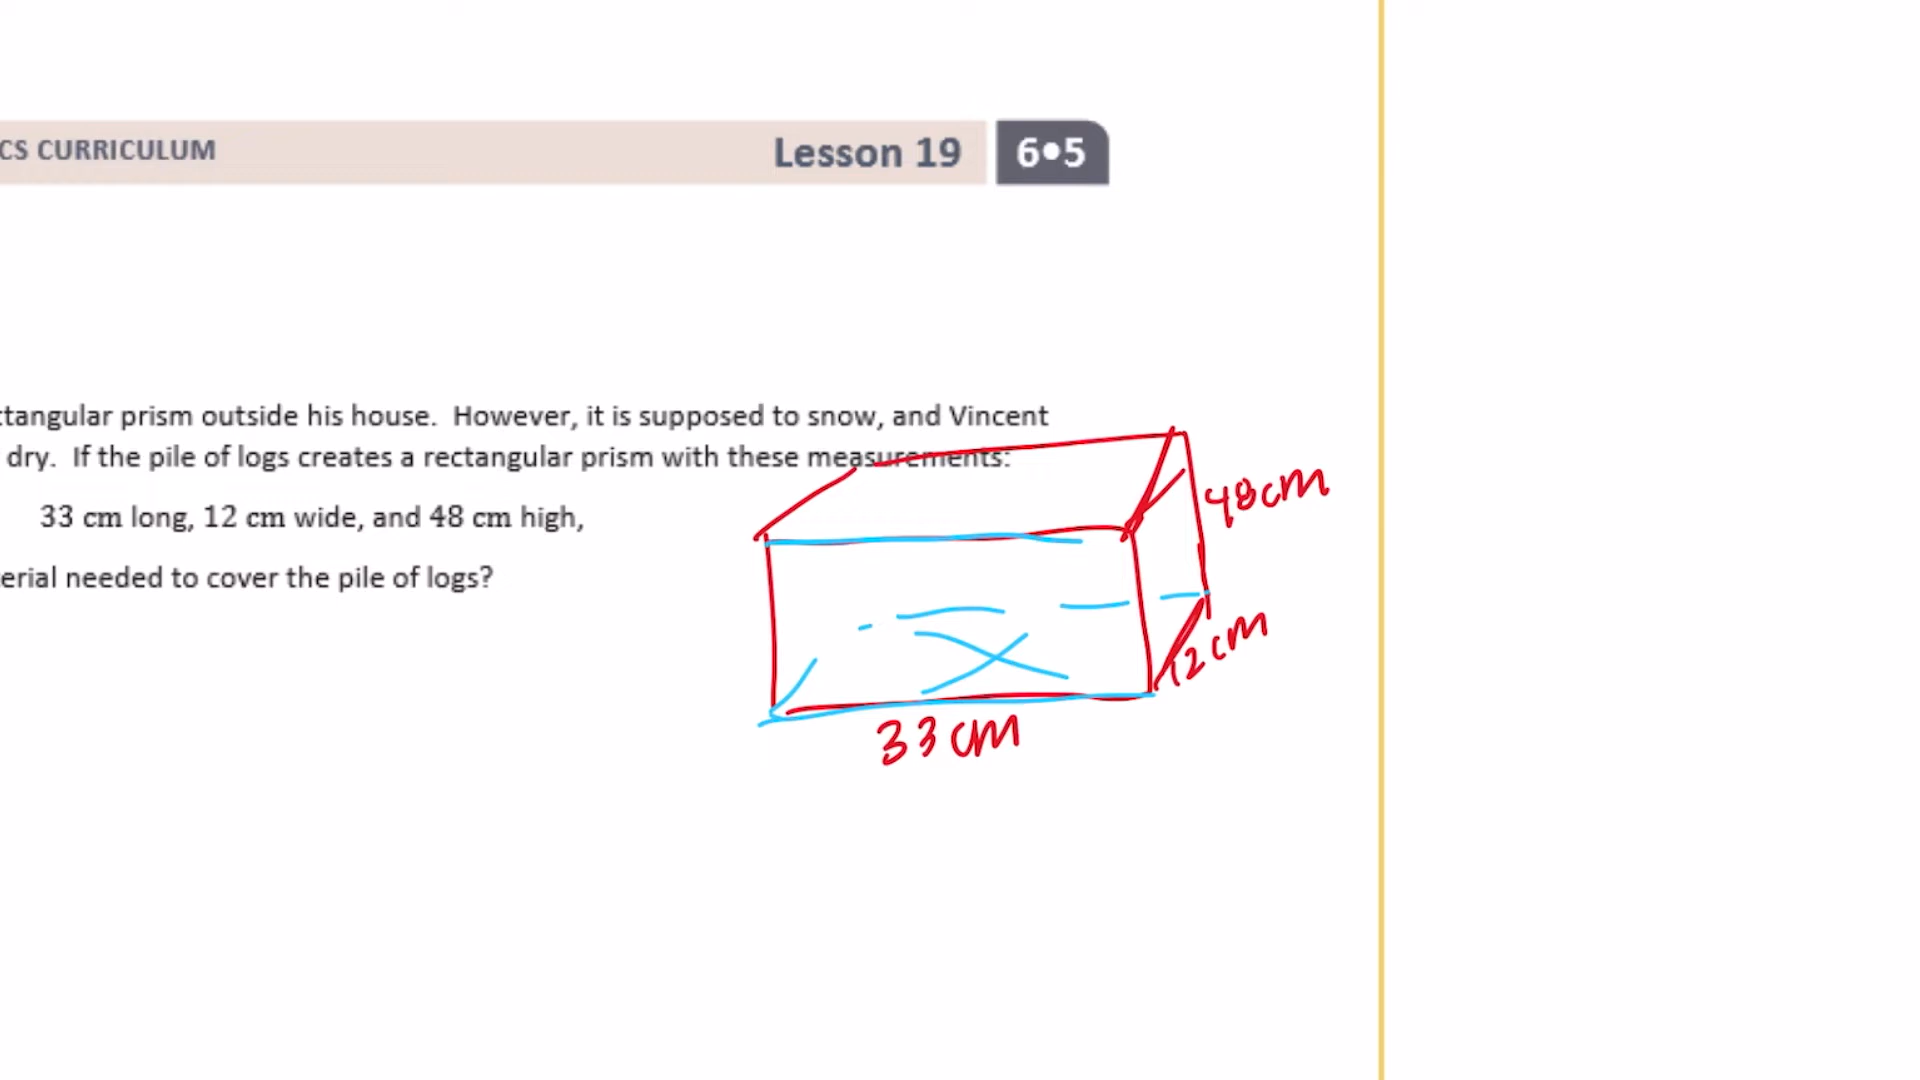 CS CURRICULUM
Lesson 19
6•5
ctangular prism outside his house. However, it is supposed to snow, and Vincent
dry. If the pile of logs creates a rectangular prism with these measurements:
33 cm long, 12 cm wide, and 48 cm high,
48cm
erial needed to cover the pile of logs?
12cm
33cm